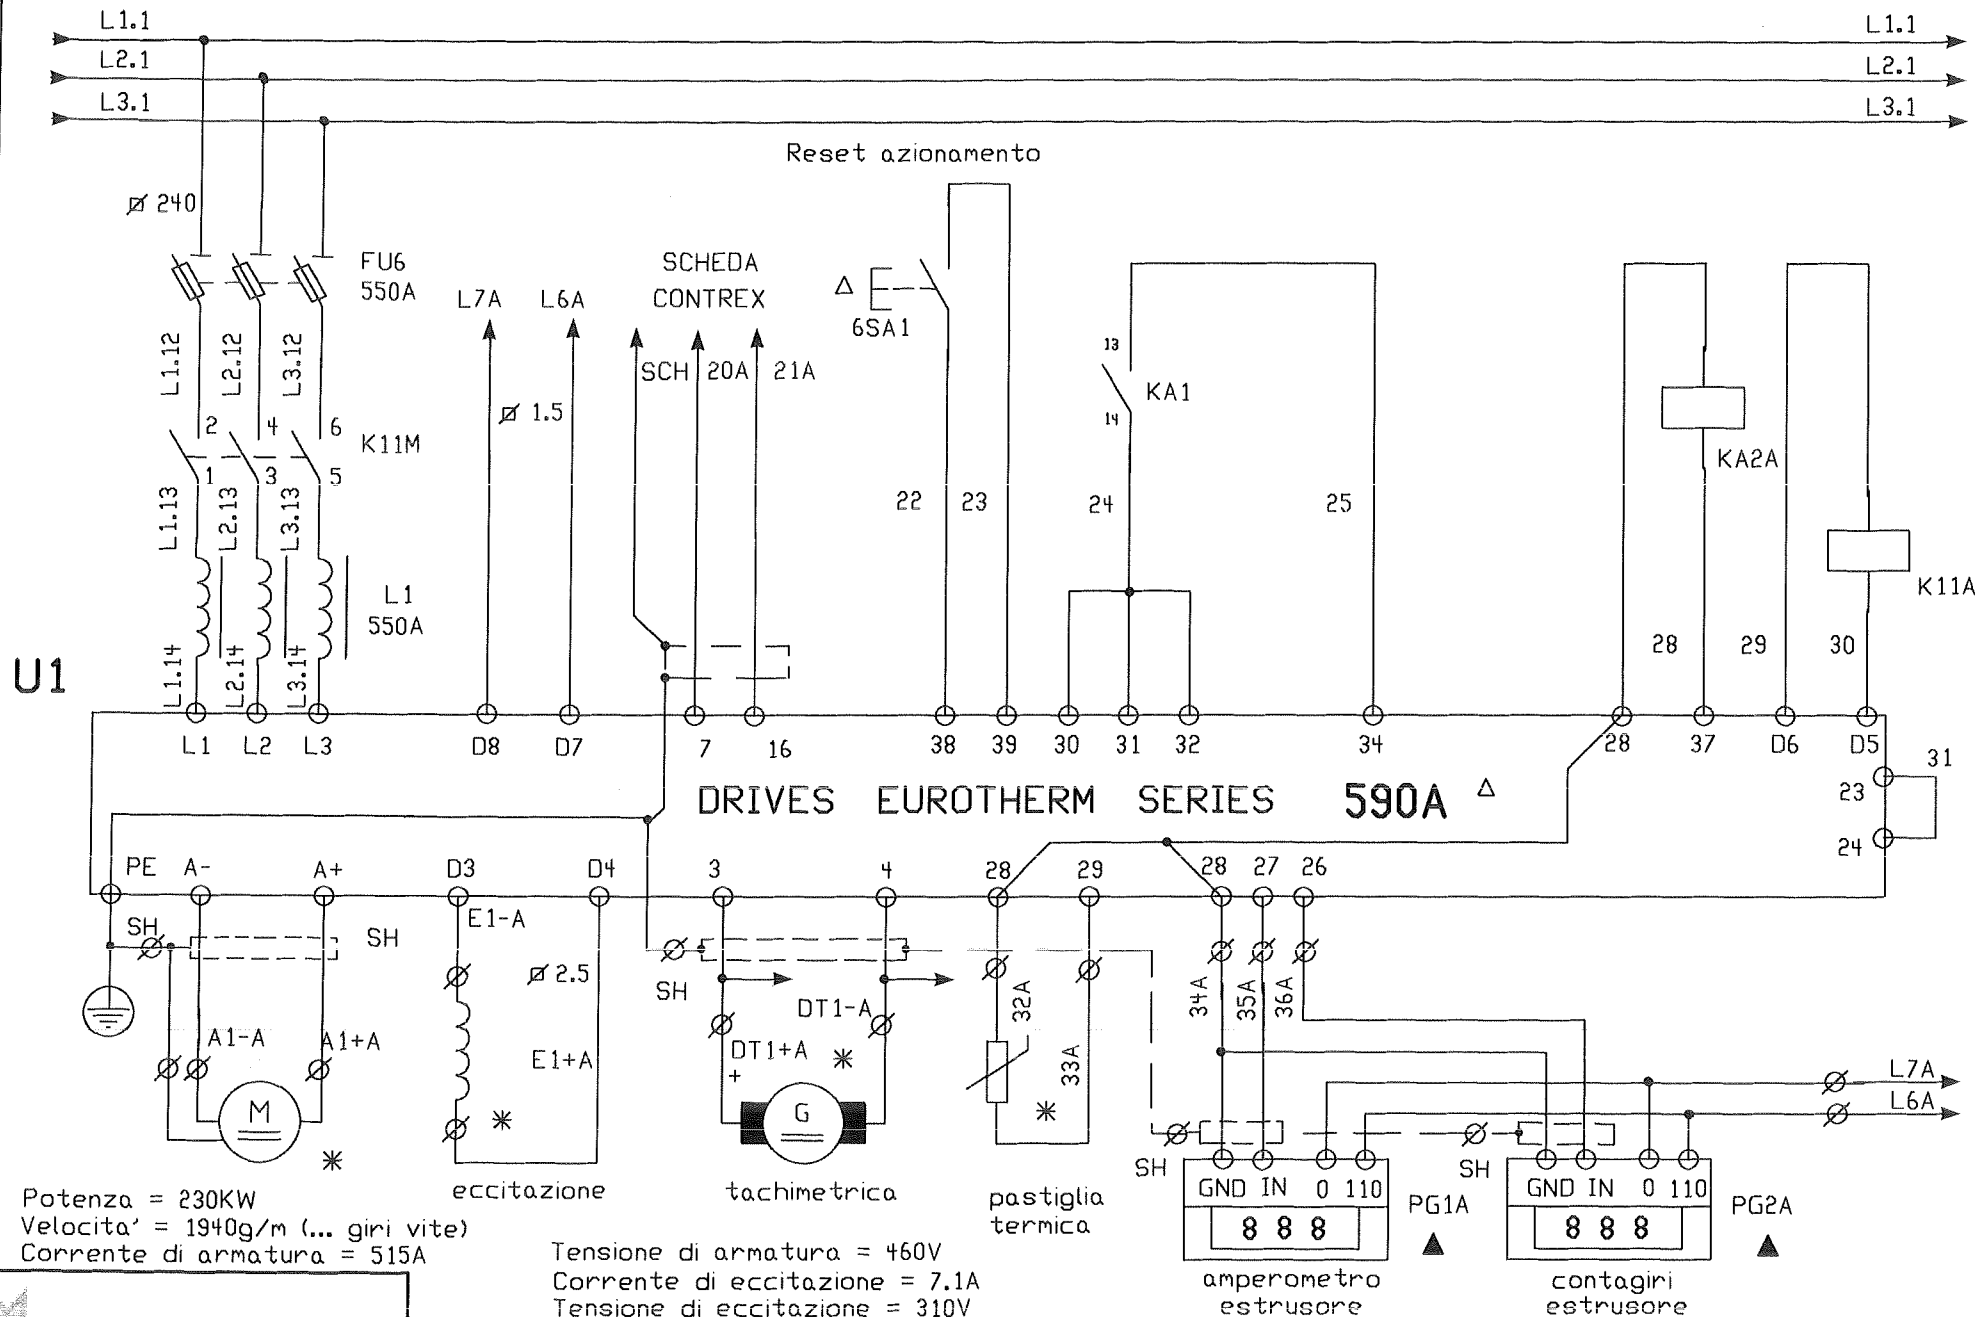 L1.1 L1.1
L2.1 L2.1
L3.1 L3.1
Reset azionamento
240
FU6
550A
L7A L6A
SCHEDA
CONTREX
6SA1
L1.12 L2.12 L3.12
SCH 20A 21A
1.5
13
KA1
14
2 4 6
K11M
1 3 5
KA2A
L1.13 L2.13 L3.13
22 23 24 25
K11A
L1
550A
28 29 30
L1.14 L2.14 L3.14
U1
L1 L2 L3 D8 D7 7 16 38 39 30 31 32 34 28 37 D6 D5
31
23
24
DRIVES EUROTHERM SERIES 590A
PE A- A+ D3 D4 3 4 28 29 28 27 26
SH SH
E1-A
2.5
SH
32A 33A 34A 35A 36A
A1-A A1+A
E1+A
DT1-A
DT1+A
+
M G
L7A
L6A
SH SH
GND IN 0 110
8 8 8
PG1A
GND IN 0 110
8 8 8
PG2A
eccitazione
tachimetrica
pastiglia
termica
amperometro
estrusore
contagiri
estrusore
Potenza = 230KW
Velocita' = 1940g/m (... giri vite)
Corrente di armatura = 515A
Tensione di armatura = 460V
Corrente di eccitazione = 7.1A
Tensione di eccitazione = 310V